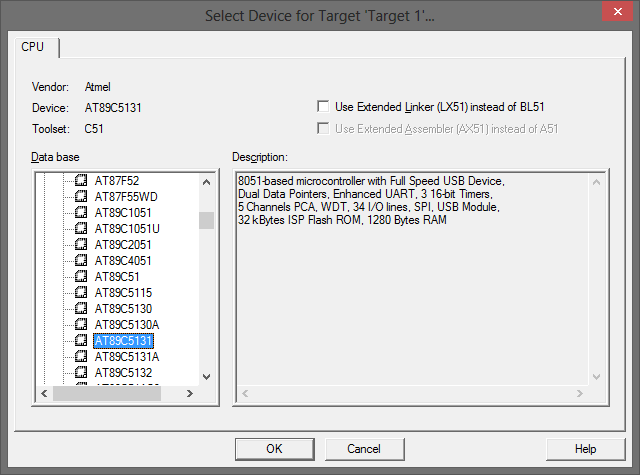 Select Device for Target 'Target 1'...
CPU
Vendor: Atmel
Device: AT89C5131
Toolset: C51
Use Extended Linker (LX51) instead of BL51
Use Extended Assembler (AX51) instead of A51
Data base
Description:
AT87F52
AT87F55WD
AT89C1051
AT89C1051U
AT89C2051
AT89C4051
AT89C51
AT89C5115
AT89C5130
AT89C5130A
AT89C5131
AT89C5131A
AT89C5132
8051-based microcontroller with Full Speed USB Device,
Dual Data Pointers, Enhanced UART, 3 16-bit Timers,
5 Channels PCA, WDT, 34 I/O lines, SPI, USB Module,
32 kBytes ISP Flash ROM, 1280 Bytes RAM
OK
Cancel
Help